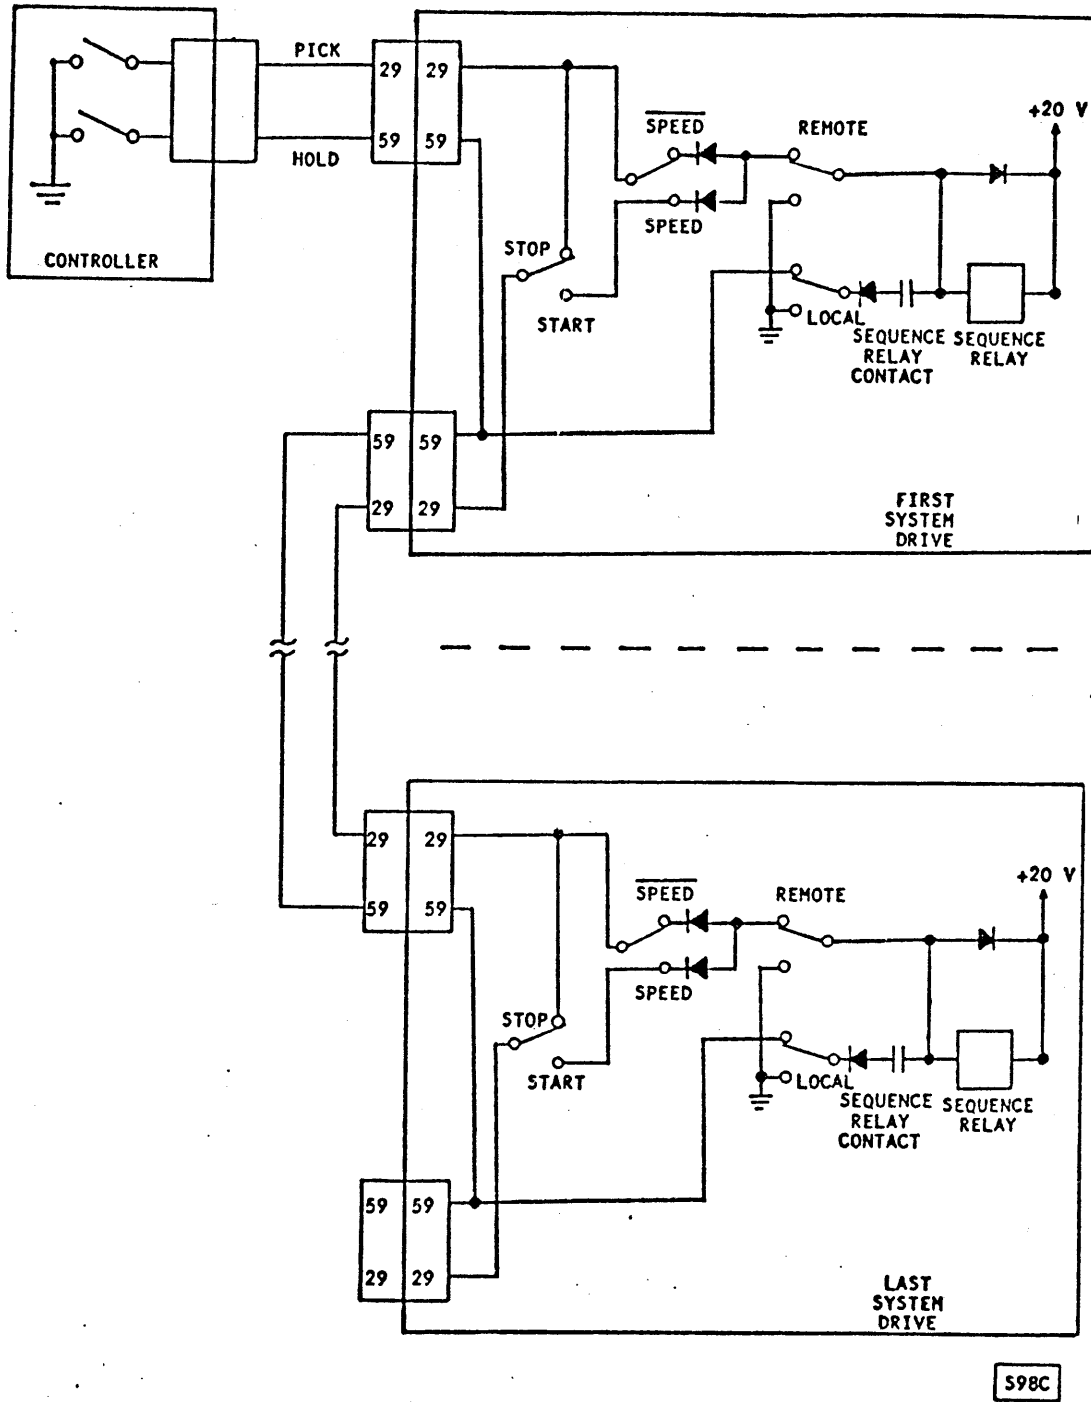 PICK
29 29
59 59
HOLD
CONTROLLER
SPEED
SPEED
REMOTE
+20 V
STOP
START
LOCAL
SEQUENCE
RELAY
CONTACT
SEQUENCE
RELAY
59 59
29 29
FIRST
SYSTEM
DRIVE
29 29
59 59
SPEED
SPEED
REMOTE
+20 V
STOP
START
LOCAL
SEQUENCE
RELAY
CONTACT
SEQUENCE
RELAY
59 59
29 29
LAST
SYSTEM
DRIVE
S98C